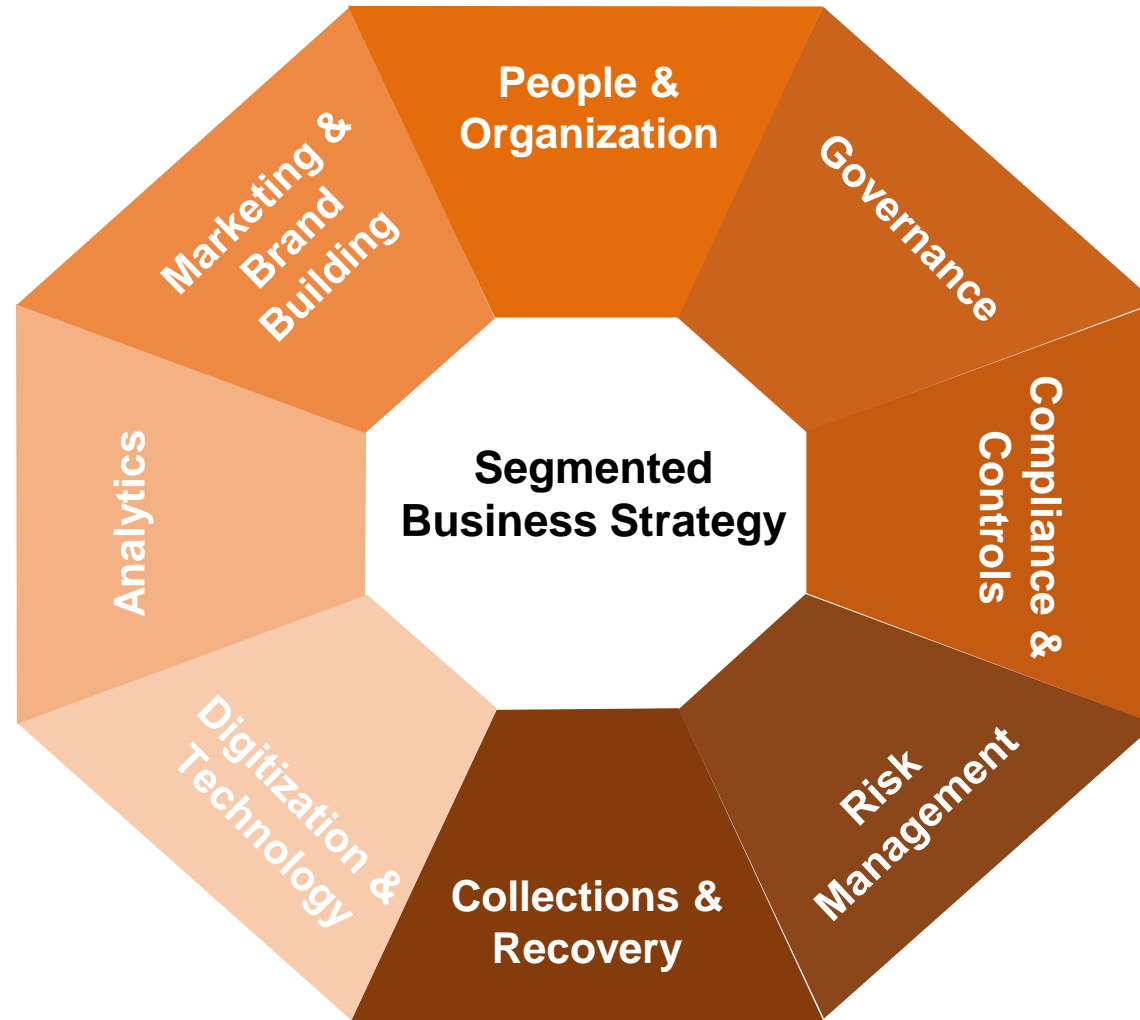 People &
Organization
Governance
Compliance &
Controls
Risk
Management
Collections &
Recovery
Digitization &
Technology
Analytics
Marketing &
Brand
Building
Segmented
Business Strategy